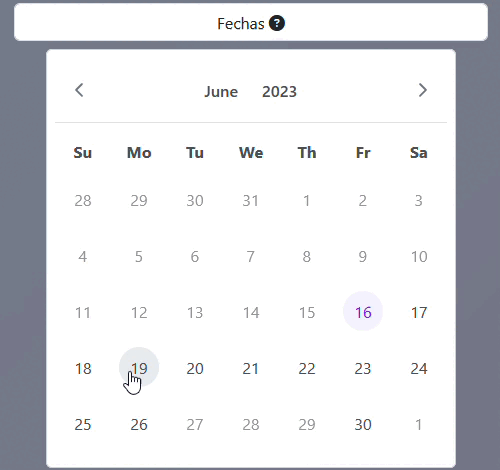 Fechas ?
June 2023
Su Mo Tu We Th Fr Sa
28 29 30 31 1 2 3
4 5 6 7 8 9 10
11 12 13 14 15 16 17
18 19 20 21 22 23 24
25 26 27 28 29 30 1